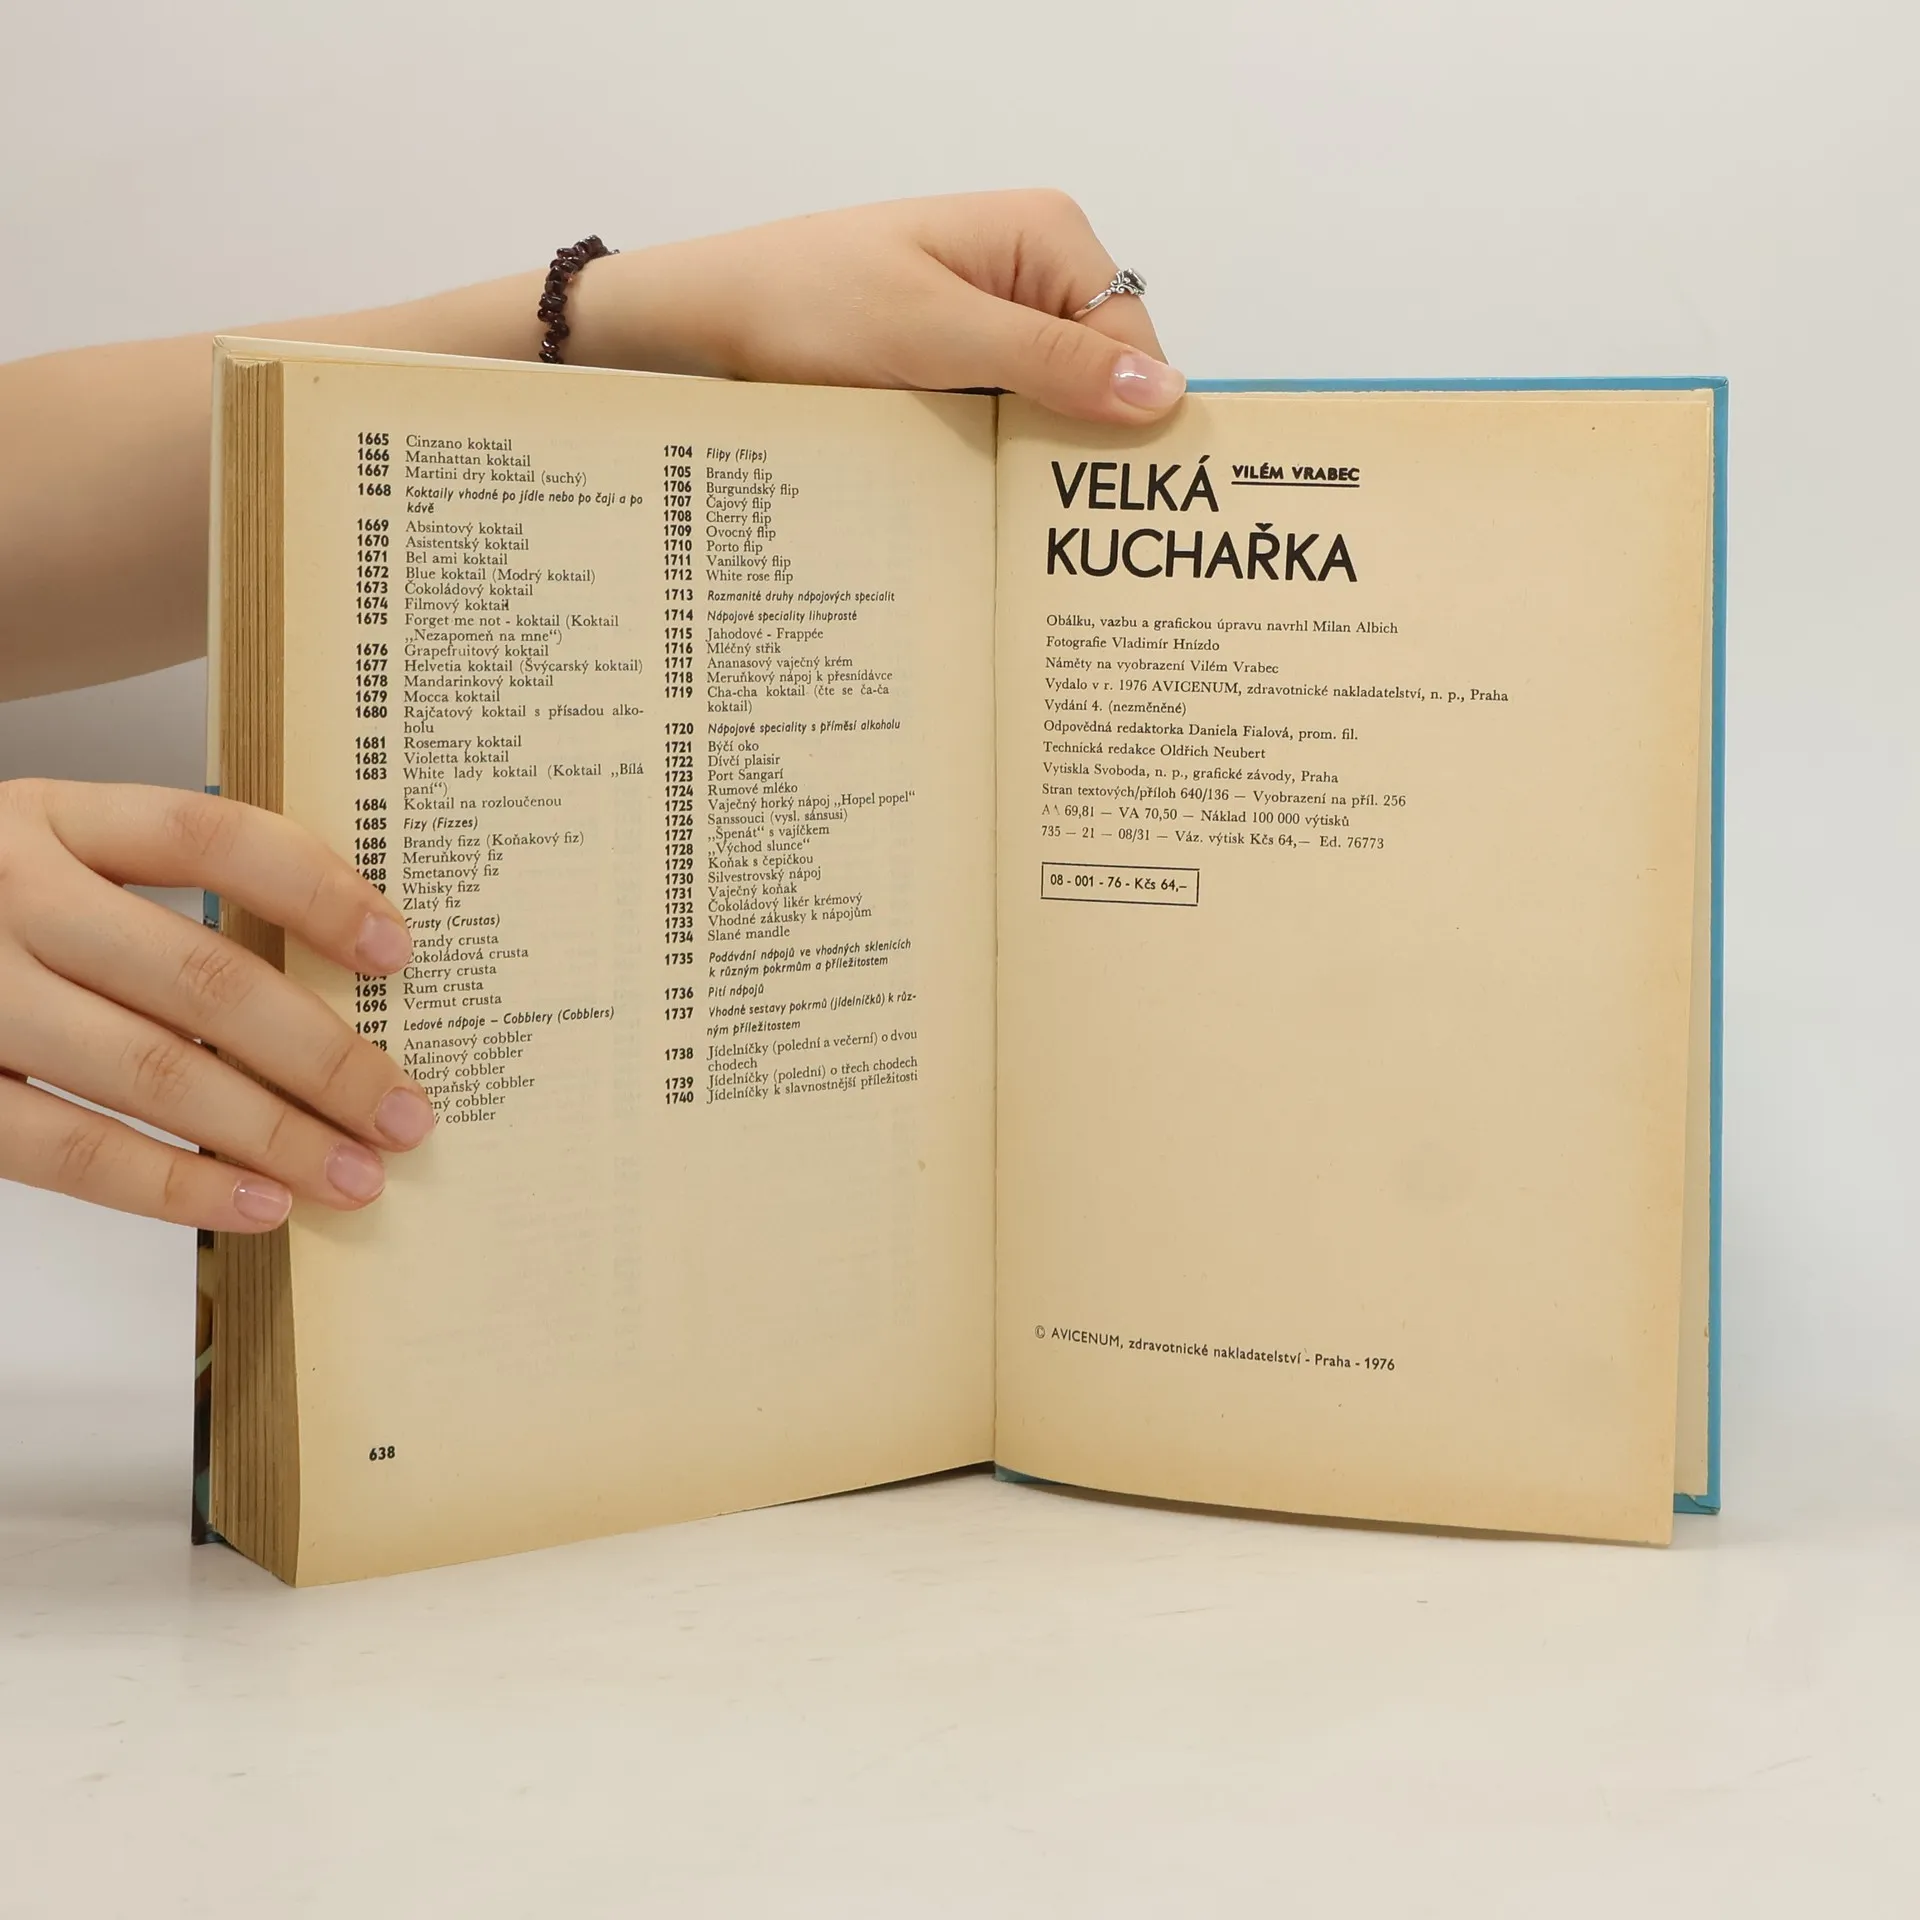 1665 Cinzano koktail
1666 Manhattan koktail
1667 Martini dry koktail (suchý)
1668 Koktaily vhodné po jídle nebo po čaji a po
kávě
1669 Absintový koktail
1670 Asistentský koktail
1671 Bel ami koktail
1672 Blue koktail (Modrý koktail)
1673 Čokoládový koktail
1674 Filmový koktail
1675 Forget me not - koktail (Koktail
„Nezapomeň na mne“)
1676 Grapefruitový koktail
1677 Helvetia koktail (Švýcarský koktail)
1678 Mandarinkový koktail
1679 Mocca koktail
1680 Rajčatový koktail s přísadou alko-
holu
1681 Rosemary koktail
1682 Violetta koktail
1683 White lady koktail (Koktail „Bílá
paní“)
1684 Koktail na rozloučenou
1685 Fizy (Fizzes)
1686 Brandy fizz (Koňakový fiz)
1687 Meruňkový fiz
1688 Smetanový fiz
Whisky fizz
Zlatý fiz
Crusty (Crustas)
randy crusta
okoládová crusta
Cherry crusta
1695 Rum crusta
1696 Vermut crusta
1697 Ledové nápoje – Cobblery (Cobblers)
Ananasový cobbler
Malinový cobbler
Modrý cobbler
mpaňský cobbler
ený cobbler
ý cobbler
1704 Flipy (Flips)
1705 Brandy flip
1706 Burgundský flip
1707 Čajový flip
1708 Cherry flip
1709 Ovocný flip
1710 Porto flip
1711 Vanilkový flip
1712 White rose flip
1713 Rozmanité druhy nápojových specialit
1714 Nápojové speciality lihuprosté
1715 Jahodové - Frappée
1716 Mléčný střik
1717 Ananasový vaječný krém
1718 Meruňkový nápoj k přesnídávce
1719 Cha-cha koktail (čte se ča-ča
koktail)
1720 Nápojové speciality s příměsí alkoholu
1721 Býčí oko
1722 Dívčí plaisir
1723 Port Sangarí
1724 Rumové mléko
1725 Vaječný horký nápoj „Hopel popel“
1726 Sanssouci (vysl. sánsusi)
1727 „Špenát“ s vajíčkem
1728 „Východ slunce“
1729 Koňak s čepičkou
1730 Silvestrovský nápoj
1731 Vaječný koňak
1732 Čokoládový likér krémový
1733 Vhodné zákusky k nápojům
1734 Slané mandle
1735 Podávání nápojů ve vhodných sklenicích
k různým pokrmům a příležitostem
1736 Pití nápojů
1737 Vhodné sestavy pokrmů (jídelníčků) k růz-
ným příležitostem
1738 Jídelníčky (polední a večerní) o dvou
chodech
1739 Jídelníčky (polední) o třech chodech
1740 Jídelníčky k slavnostnější příležitosti
638
VELKÁ VILÉM VRABEC
KUCHAŘKA
Obálku, vazbu a grafickou úpravu navrhl Milan Albich
Fotografie Vladimír Hnízdo
Náměty na vyobrazení Vilém Vrabec
Vydalo v r. 1976 AVICENUM, zdravotnické nakladatelství, n. p., Praha
Vydání 4. (nezměněné)
Odpovědná redaktorka Daniela Fialová, prom. fil.
Technická redakce Oldřich Neubert
Vytiskla Svoboda, n. p., grafické závody, Praha
Stran textových/příloh 640/136 — Vyobrazení na příl. 256
69,81 — VA 70,50 — Náklad 100 000 výtisků
735 — 21 — 08/31 — Váz. výtisk Kčs 64,— Ed. 76773
08 - 001 - 76 - Kčs 64,–
© AVICENUM, zdravotnické nakladatelství - Praha - 1976